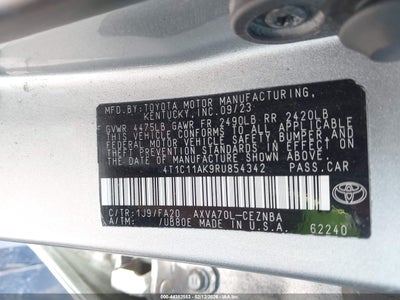 MFD.BY:TOYOTA MOTOR MANUFACTURING,
KENTUCKY,INC. 09/23
GVWR 4475LB GAWR FR 2490LB RR 2420LB
THIS VEHICLE CONFORMS TO ALL APPLICABLE
FEDERAL MOTOR VEHICLE SAFETY, BUMPER, AND
THEFT PREVENTION STANDARDS IN EFFECT ON
THE DATE OF MANUFACTURE SHOWN ABOVE.
4T1C11AK9RU854342 PASS.CAR
C/TR:1J9/FA20 AXVA70L-CEZNBA
A/TM: /UB80E MADE IN U.S.A.
62240
TOYOTA